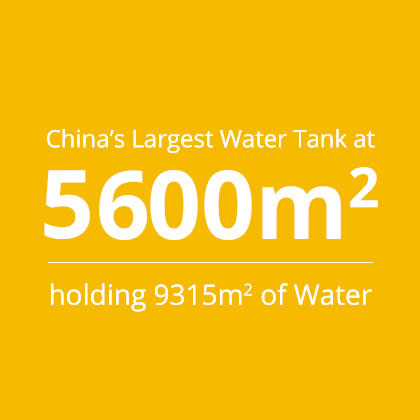 China’s Largest Water Tank at
5600m²
holding 9315m² of Water